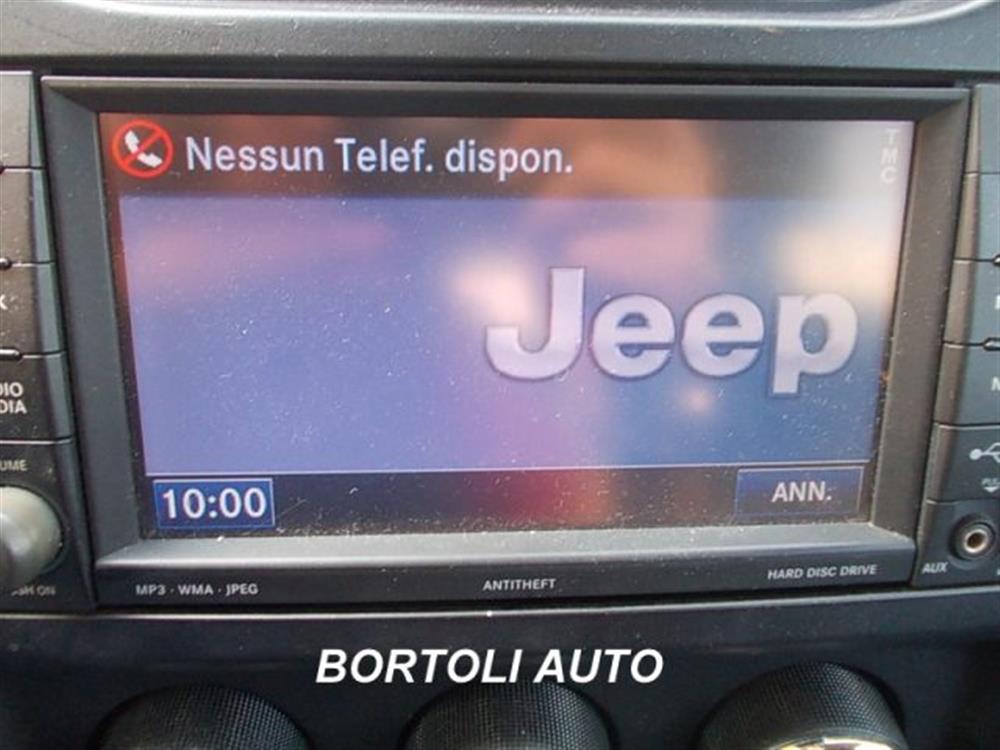 Nessun Telef. dispon.
TMC
Jeep
10:00
ANN.
MP3 · WMA · JPEG
ANTITHEFT
HARD DISC DRIVE
AUX
BORTOLI AUTO